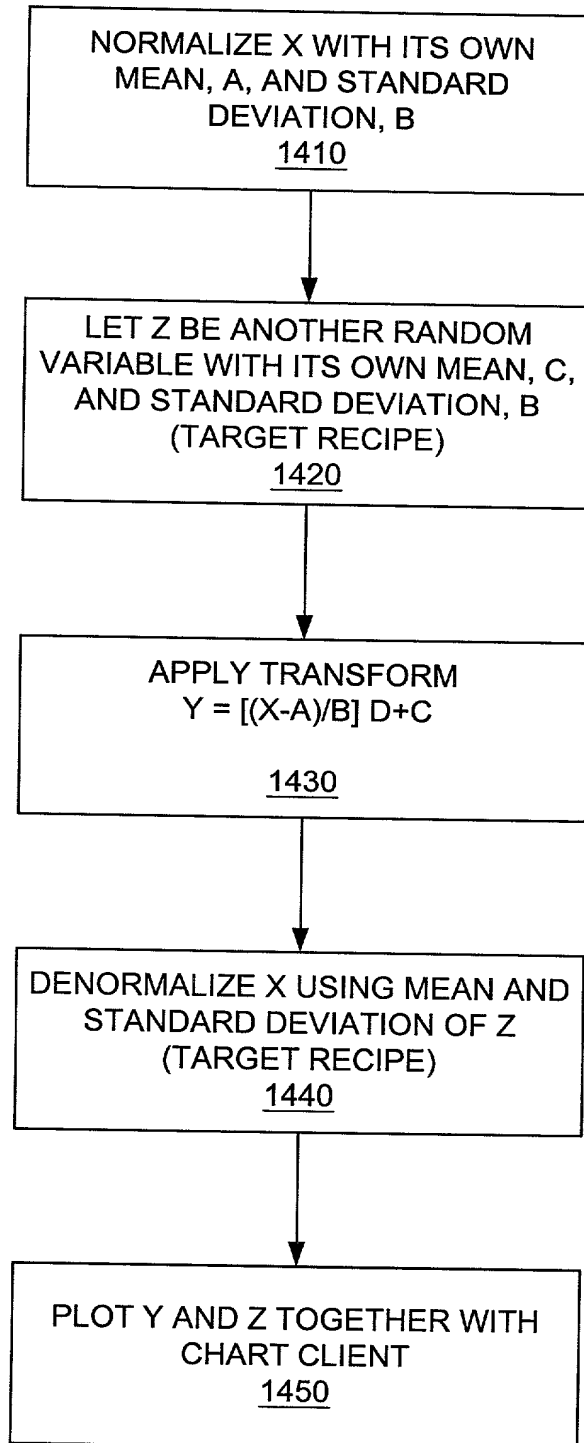 NORMALIZE X WITH ITS OWN
MEAN, A, AND STANDARD
DEVIATION, B
1410
LET Z BE ANOTHER RANDOM
VARIABLE WITH ITS OWN MEAN, C,
AND STANDARD DEVIATION, B
(TARGET RECIPE)
1420
APPLY TRANSFORM
Y = [(X-A)/B] D+C
1430
DENORMALIZE X USING MEAN AND
STANDARD DEVIATION OF Z
(TARGET RECIPE)
1440
PLOT Y AND Z TOGETHER WITH
CHART CLIENT
1450